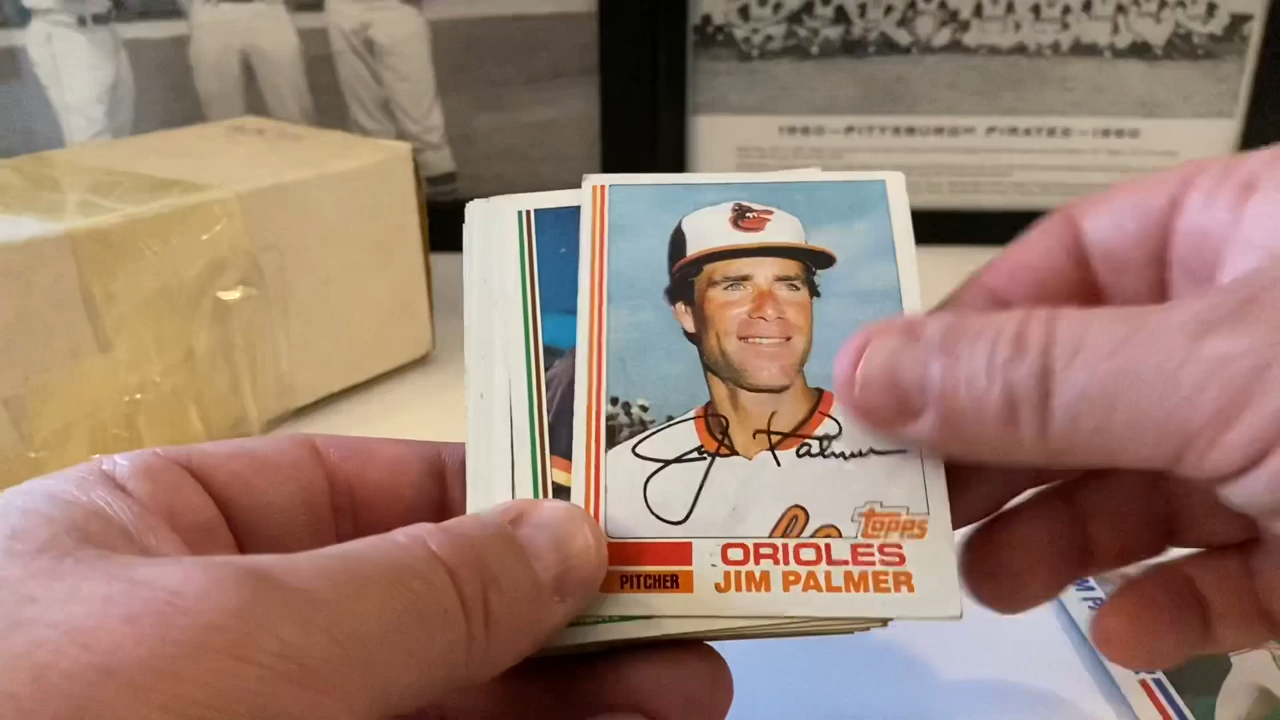 1960—PITTSBURGH PIRATES—1960
Jim Palmer
Topps
ORIOLES
PITCHER
JIM PALMER